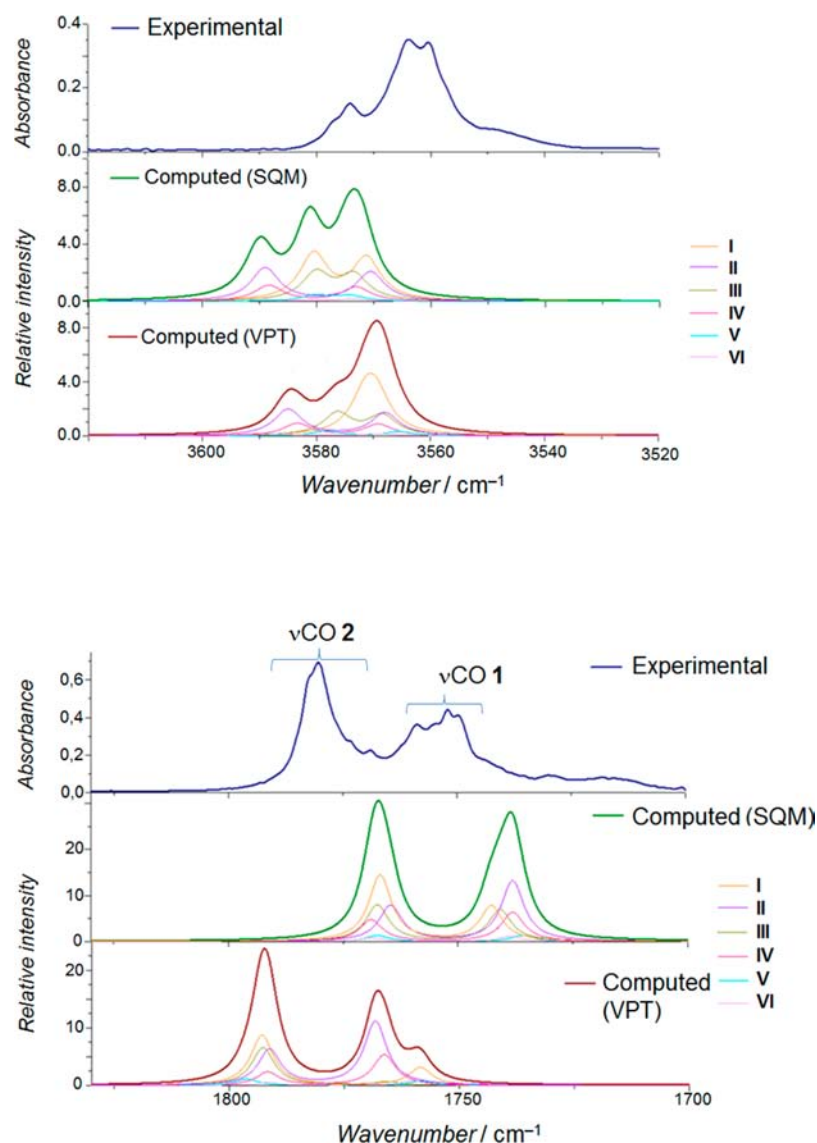 0.4
Experimental
Absorbance
0.2
0.0
8.0
Computed (SQM)
4.0
0.0
Relative intensity
8.0
Computed (VPT)
4.0
0.0
I
II
III
IV
V
VI
3600
3580
3560
3540
3520
Wavenumber / cm⁻¹
νCO 2
νCO 1
Experimental
Absorbance
0,6
0,4
0,2
0,0
Computed (SQM)
20
10
0
Relative intensity
I
II
III
IV
V
VI
Computed
(VPT)
20
10
0
1800
1750
1700
Wavenumber / cm⁻¹